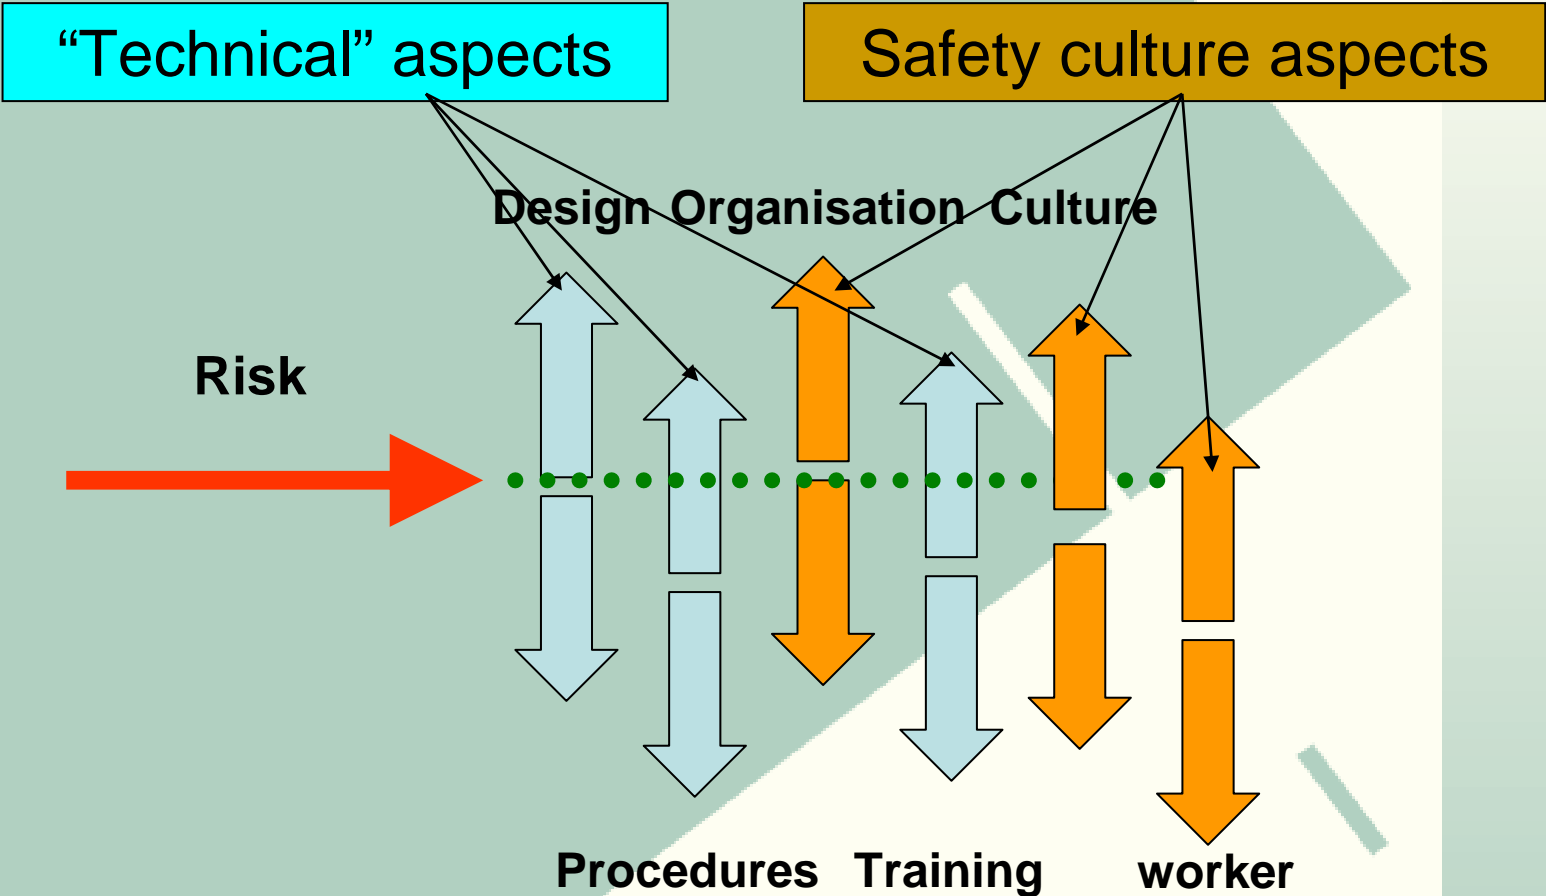 “Technical” aspects
Safety culture aspects
Design Organisation Culture
Risk
Procedures Training worker